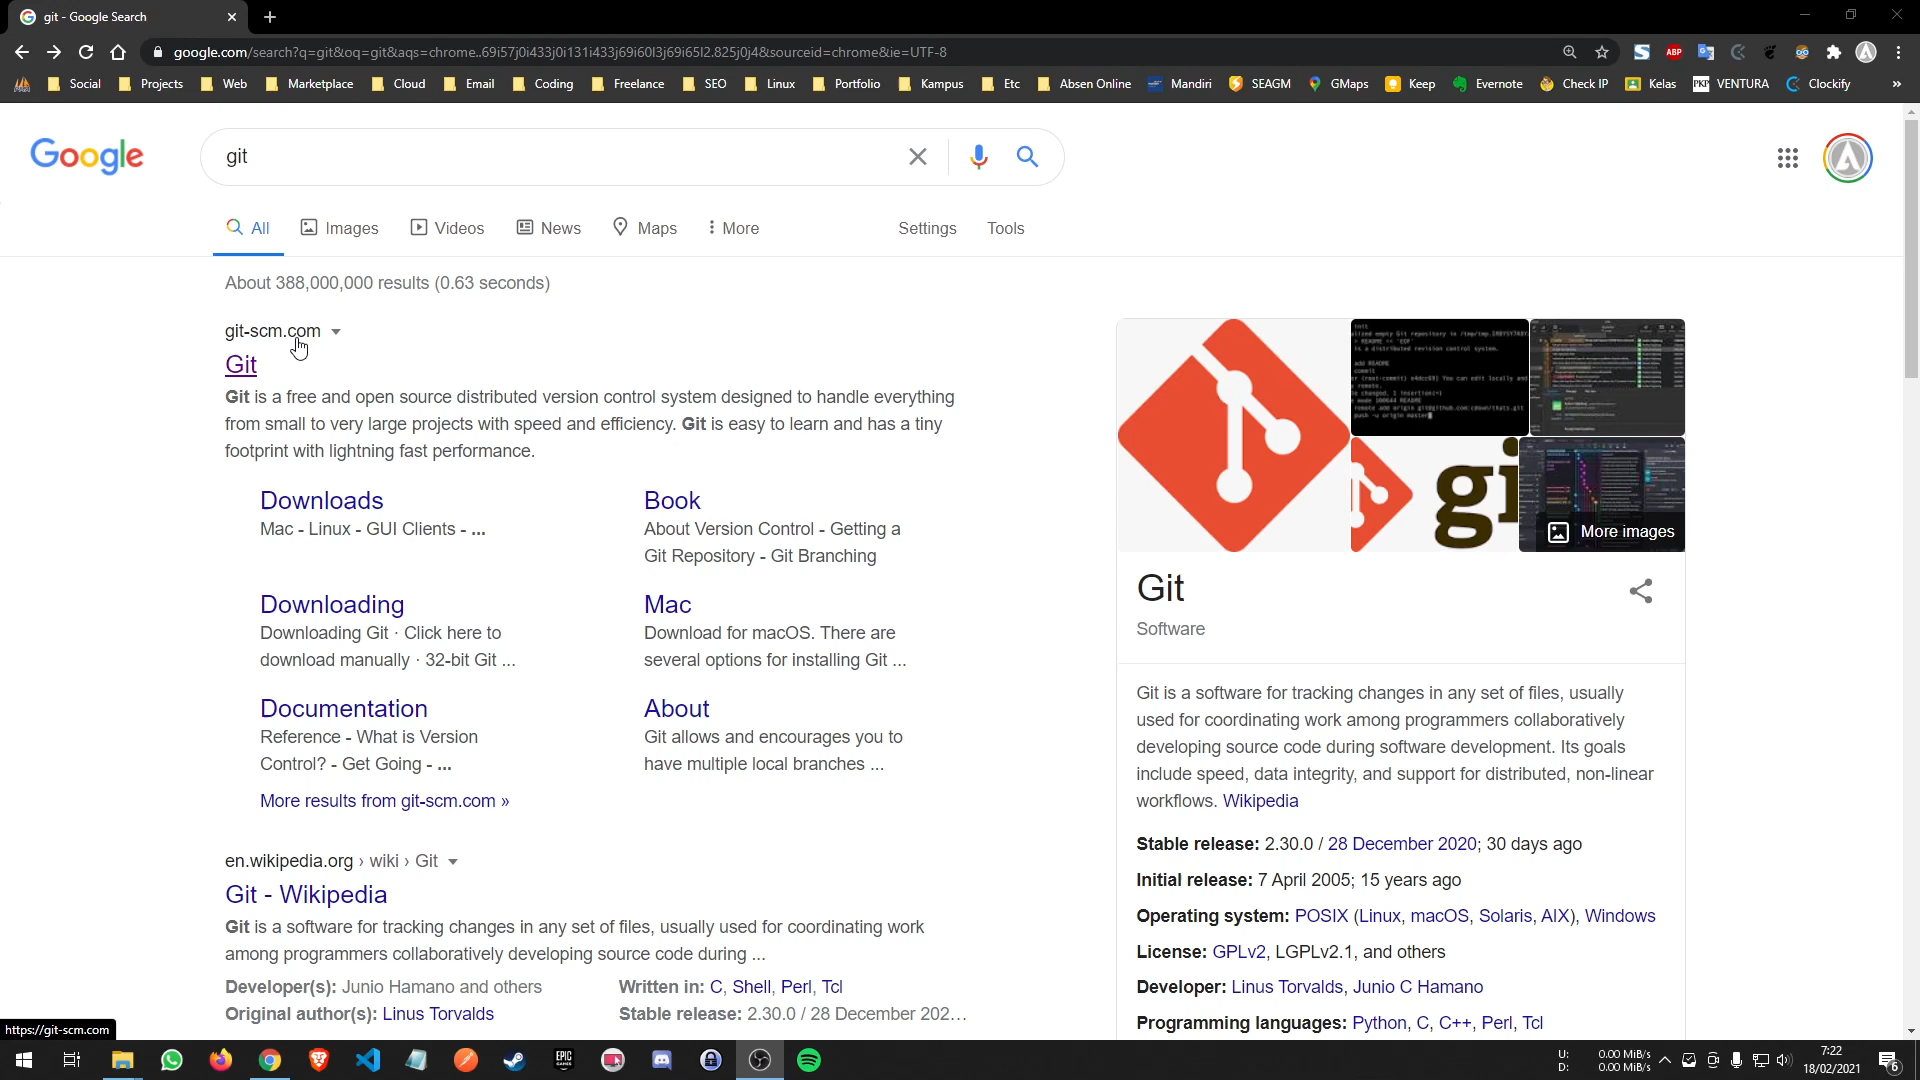 git - Google Search
google.com/search?q=git&oq=git&aqs=chrome..69i57j0i433j0i131i433j69i60l3j69i65l2.825j0j4&sourceid=chrome&ie=UTF-8
ABP
Social Projects Web Marketplace Cloud Email Coding Freelance SEO Linux Portfolio Kampus Etc Absen Online Mandiri SEAGM GMaps Keep Evernote Check IP Kelas VENTURA Clockify »
Google
git
All Images Videos News Maps More Settings Tools
About 388,000,000 results (0.63 seconds)
git-scm.com
Git
Git is a free and open source distributed version control system designed to handle everything
from small to very large projects with speed and efficiency. Git is easy to learn and has a tiny
footprint with lightning fast performance.
Downloads
Mac - Linux - GUI Clients - ...
Book
About Version Control - Getting a
Git Repository - Git Branching
Downloading
Downloading Git · Click here to
download manually · 32-bit Git ...
Mac
Download for macOS. There are
several options for installing Git ...
Documentation
Reference - What is Version
Control? - Get Going - ...
About
Git allows and encourages you to
have multiple local branches ...
More results from git-scm.com »
en.wikipedia.org › wiki › Git
Git - Wikipedia
Git is a software for tracking changes in any set of files, usually used for coordinating work
among programmers collaboratively developing source code during ...
Developer(s): Junio Hamano and others
Written in: C, Shell, Perl, Tcl
Original author(s): Linus Torvalds
Stable release: 2.30.0 / 28 December 202...
gi
More images
Git
Software
Git is a software for tracking changes in any set of files, usually
used for coordinating work among programmers collaboratively
developing source code during software development. Its goals
include speed, data integrity, and support for distributed, non-linear
workflows. Wikipedia
Stable release: 2.30.0 / 28 December 2020; 30 days ago
Initial release: 7 April 2005; 15 years ago
Operating system: POSIX (Linux, macOS, Solaris, AIX), Windows
License: GPLv2, LGPLv2.1, and others
Developer: Linus Torvalds, Junio C Hamano
Programming languages: Python, C, C++, Perl, Tcl
https://git-scm.com
EPIC
GAMES
U: 0.00 MiB/s
D: 0.00 MiB/s
7:22
18/02/2021
6